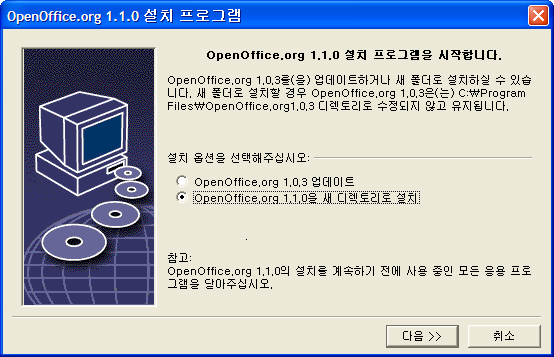 OpenOffice.org 1.1.0 설치 프로그램
OpenOffice.org 1.1.0 설치 프로그램을 시작합니다.
OpenOffice.org 1.0.3를(을) 업데이트하거나 새 폴더로 설치하실 수 있습
니다. 새 폴더로 설치할 경우 OpenOffice.org 1.0.3은(는) C:₩Program
Files₩OpenOffice.org1.0.3 디렉토리로 수정되지 않고 유지됩니다.
설치 옵션을 선택해주십시오:
OpenOffice.org 1.0.3 업데이트
OpenOffice.org 1.1.0을 새 디렉토리로 설치
참고:
OpenOffice.org 1.1.0의 설치를 계속하기 전에 사용 중인 모든 응용 프로
그램을 닫아주십시오.
다음 >>
취소